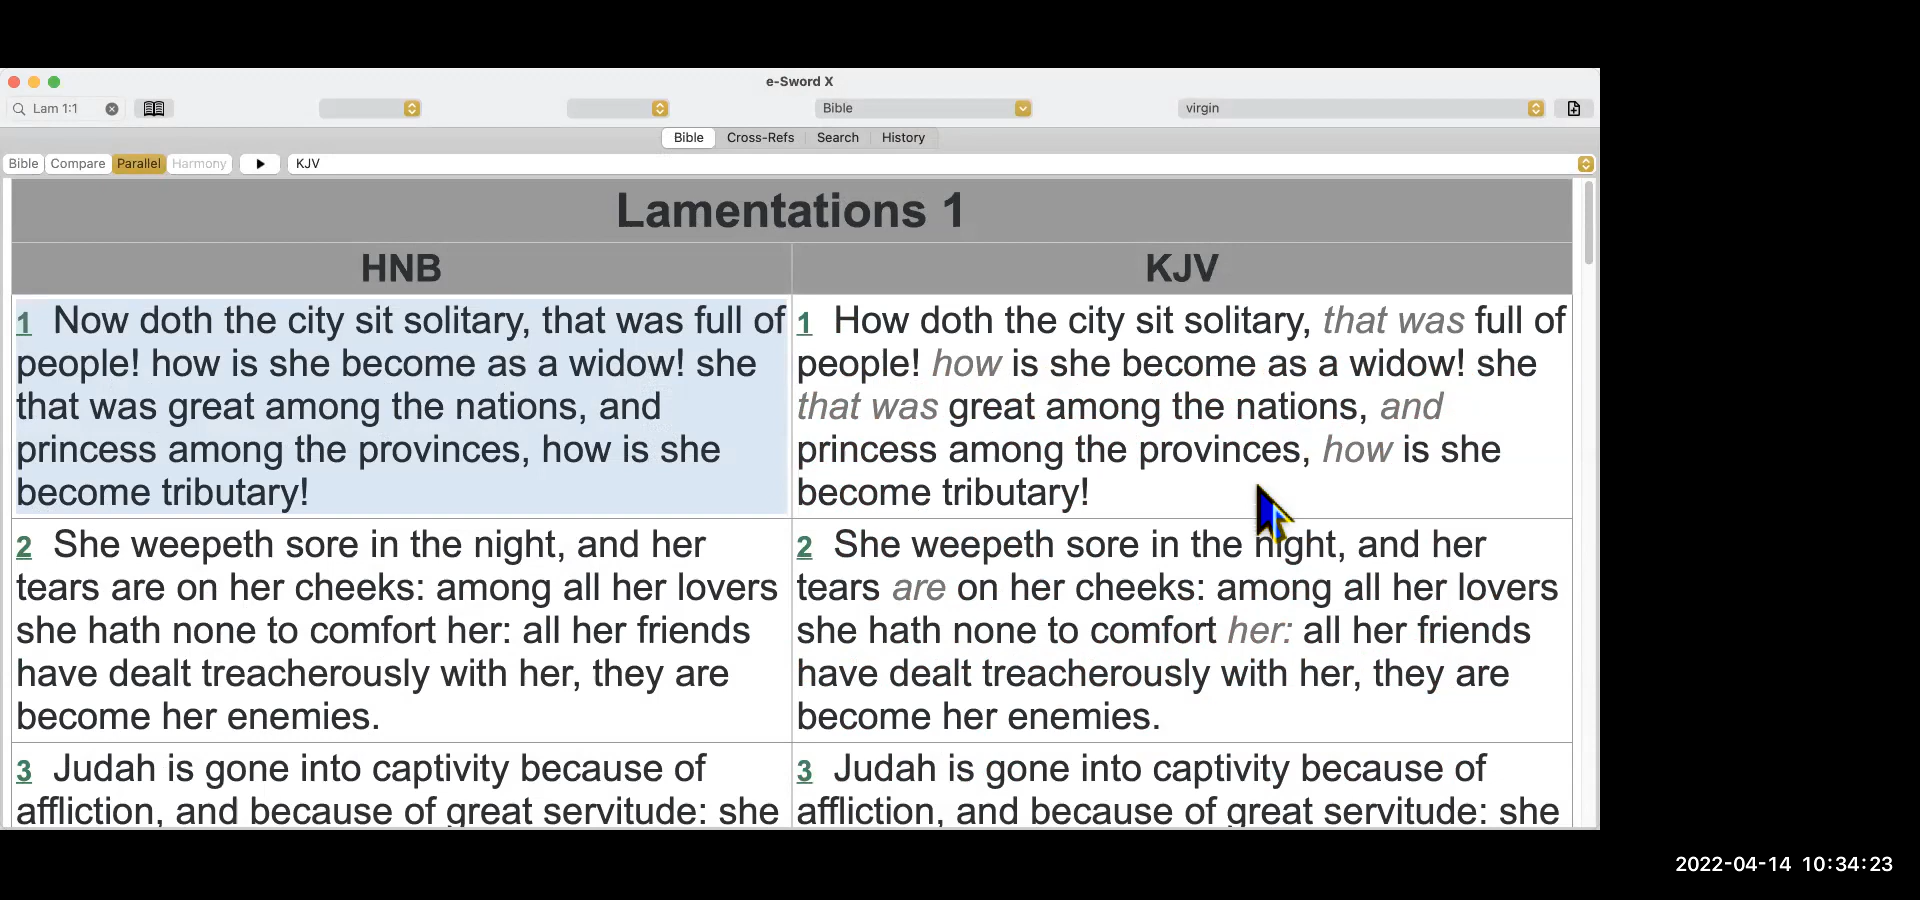 e-Sword X
Lam 1:1
Bible
virgin
Bible Cross-Refs Search History
Bible Compare Parallel Harmony KJV
Lamentations 1
HNB
1 Now doth the city sit solitary, that was full of
people! how is she become as a widow! she
that was great among the nations, and
princess among the provinces, how is she
become tributary!
2 She weepeth sore in the night, and her
tears are on her cheeks: among all her lovers
she hath none to comfort her: all her friends
have dealt treacherously with her, they are
become her enemies.
3 Judah is gone into captivity because of
affliction, and because of great servitude: she
KJV
1 How doth the city sit solitary, that was full of
people! how is she become as a widow! she
that was great among the nations, and
princess among the provinces, how is she
become tributary!
2 She weepeth sore in the night, and her
tears are on her cheeks: among all her lovers
she hath none to comfort her: all her friends
have dealt treacherously with her, they are
become her enemies.
3 Judah is gone into captivity because of
affliction, and because of great servitude: she
2022-04-14 10:34:23